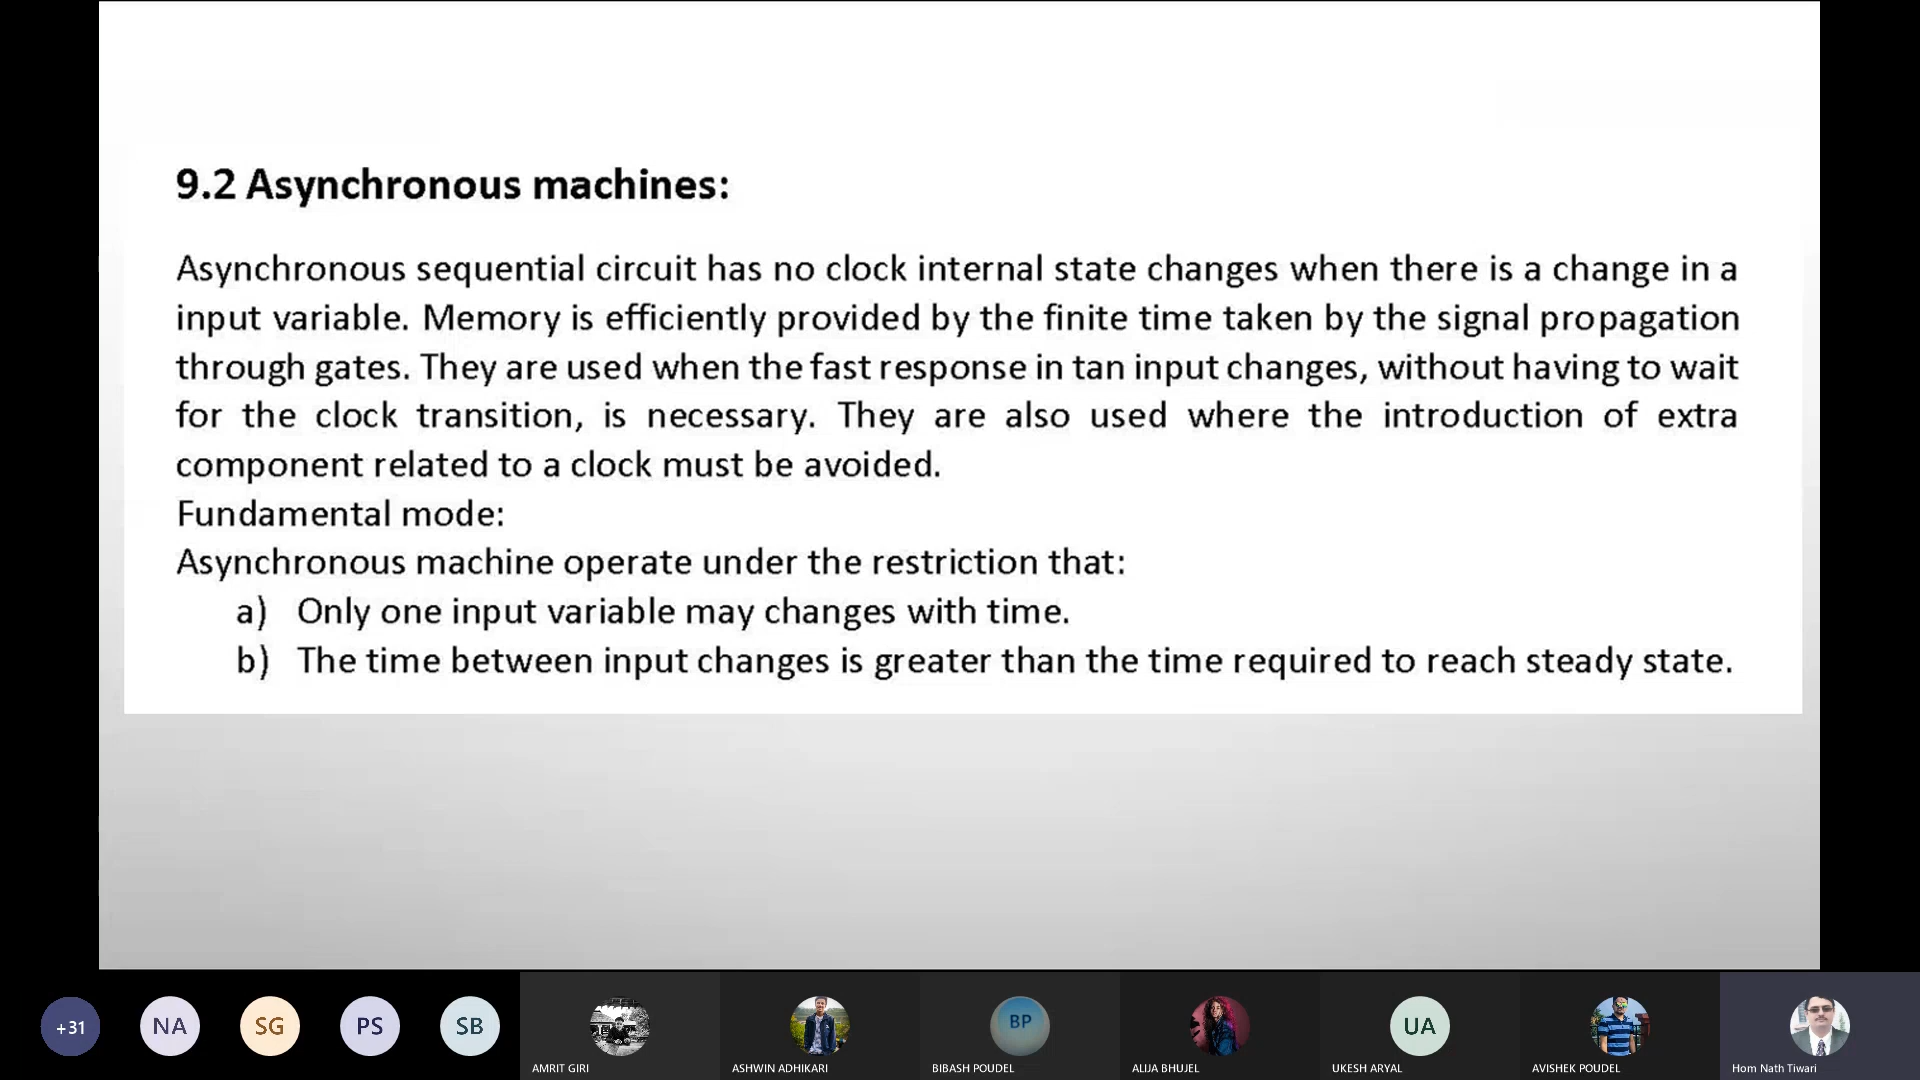 9.2 Asynchronous machines:
Asynchronous sequential circuit has no clock internal state changes when there is a change in a
input variable. Memory is efficiently provided by the finite time taken by the signal propagation
through gates. They are used when the fast response in tan input changes, without having to wait
for the clock transition, is necessary. They are also used where the introduction of extra
component related to a clock must be avoided.
Fundamental mode:
Asynchronous machine operate under the restriction that:
a) Only one input variable may changes with time.
b) The time between input changes is greater than the time required to reach steady state.
+31 NA SG PS SB BP UA
AMRIT GIRI ASHWIN ADHIKARI BIBASH POUDEL ALIJA BHUJEL UKESH ARYAL AVISHEK POUDEL Hom Nath Tiwari